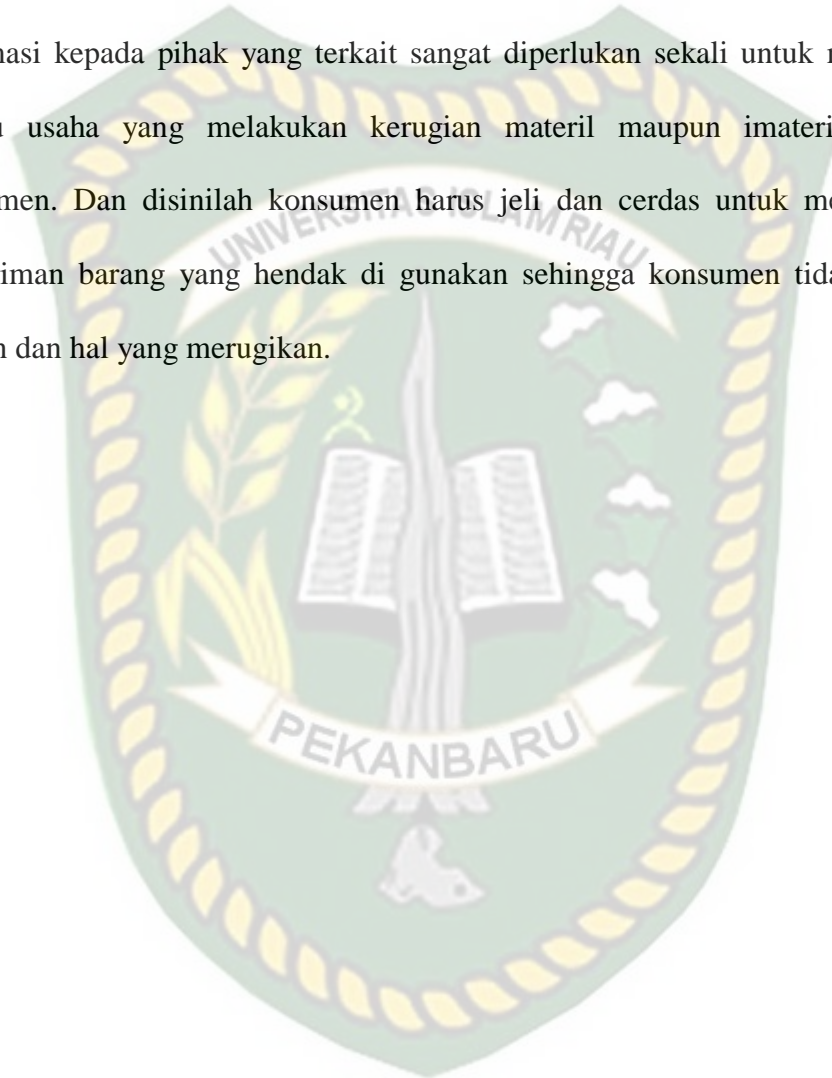 nasi kepada pihak yang terkait sangat diperlukan sekali untuk
u usaha yang melakukan kerugian materil maupun imateri
men. Dan disinilah konsumen harus jeli dan cerdas untuk me
iman barang yang hendak di gunakan sehingga konsumen tida
n dan hal yang merugikan.
UNIVERSITAS ISLAM RIAU
PEKANBARU